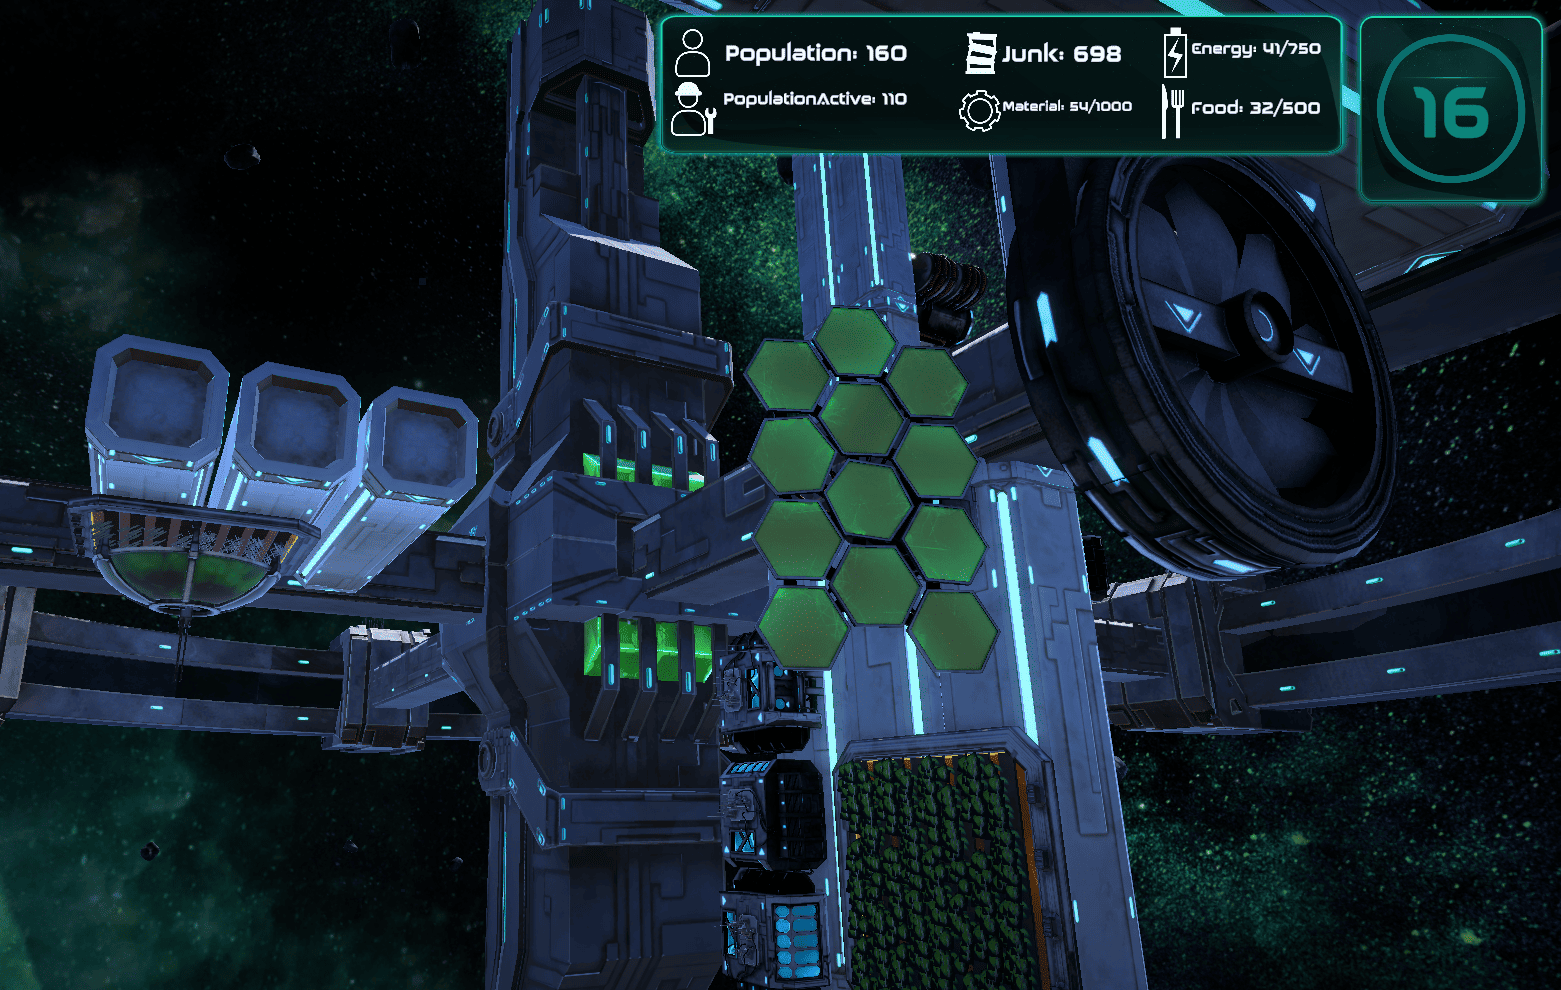 Population: 160
Junk: 698
Energy: 41/750
PopulationActive: 110
Material: 54/1000
Food: 32/500
16